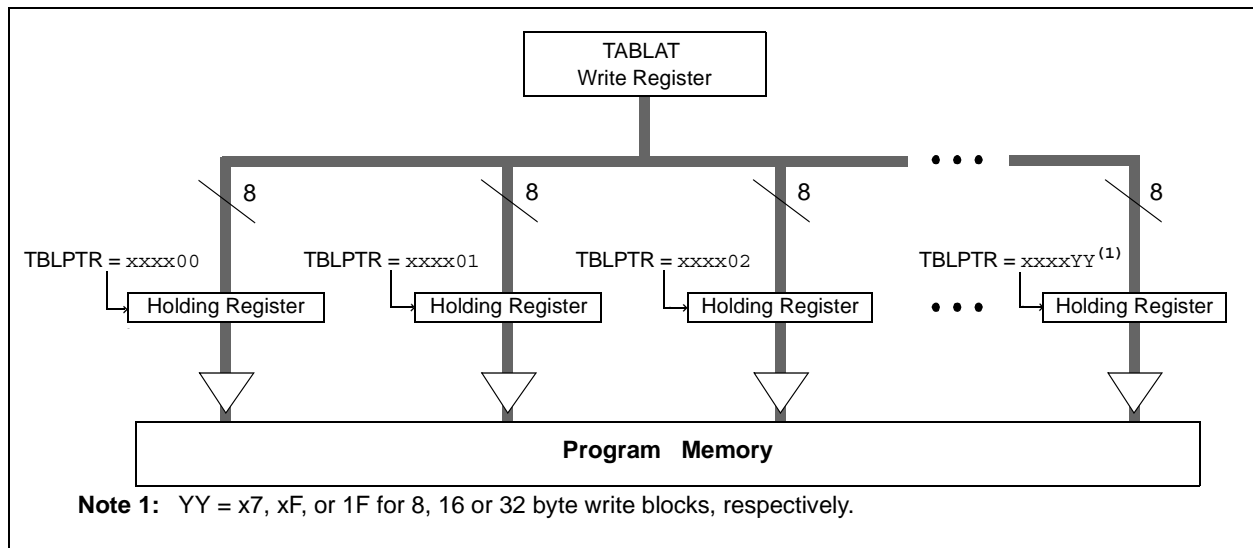 TABLAT
Write Register
8 8 8 8
TBLPTR = xxxx00 TBLPTR = xxxx01 TBLPTR = xxxx02 TBLPTR = xxxxYY(1)
Holding Register Holding Register Holding Register Holding Register
Program Memory
Note 1: YY = x7, xF, or 1F for 8, 16 or 32 byte write blocks, respectively.